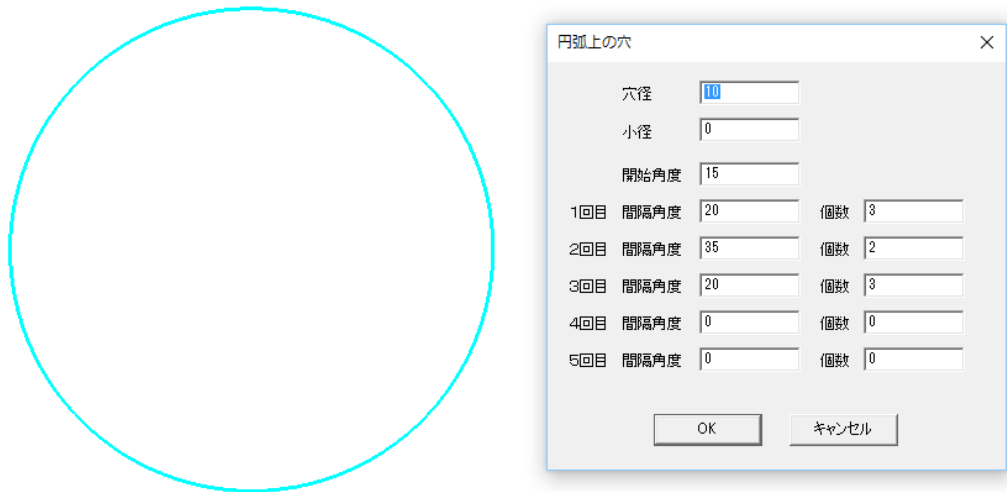 円弧上の穴
穴径 10
小径 0
開始角度 15
1回目 間隔角度 20 個数 3
2回目 間隔角度 35 個数 2
3回目 間隔角度 20 個数 3
4回目 間隔角度 0 個数 0
5回目 間隔角度 0 個数 0
OK キャンセル